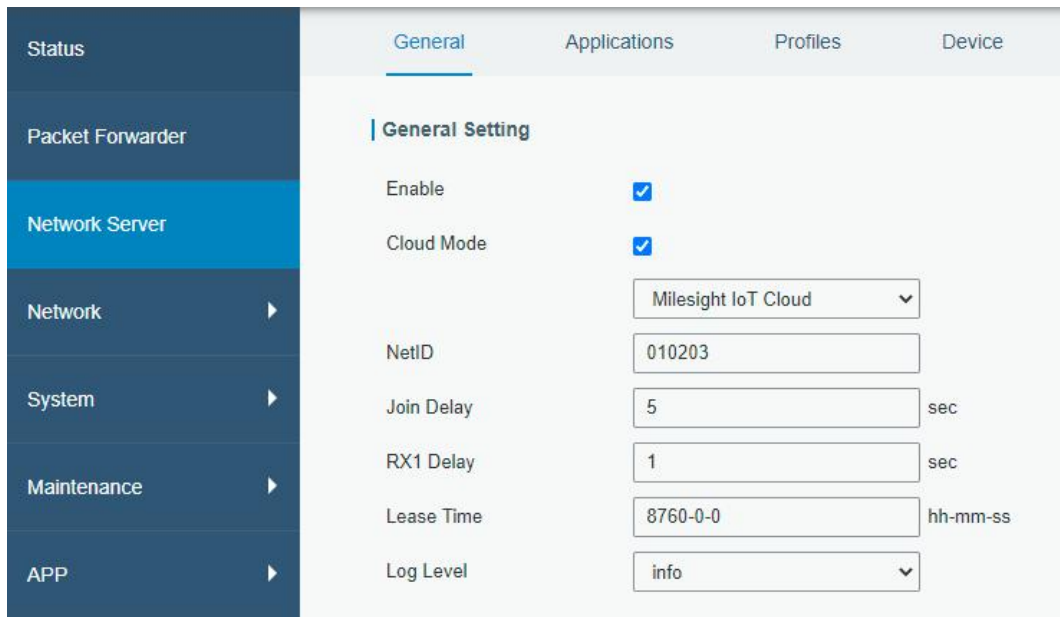 Status
Packet Forwarder
Network Server
Network
System
Maintenance
APP
General Applications Profiles Device
General Setting
Enable
Cloud Mode
Milesight IoT Cloud
NetID 010203
Join Delay 5 sec
RX1 Delay 1 sec
Lease Time 8760-0-0 hh-mm-ss
Log Level info